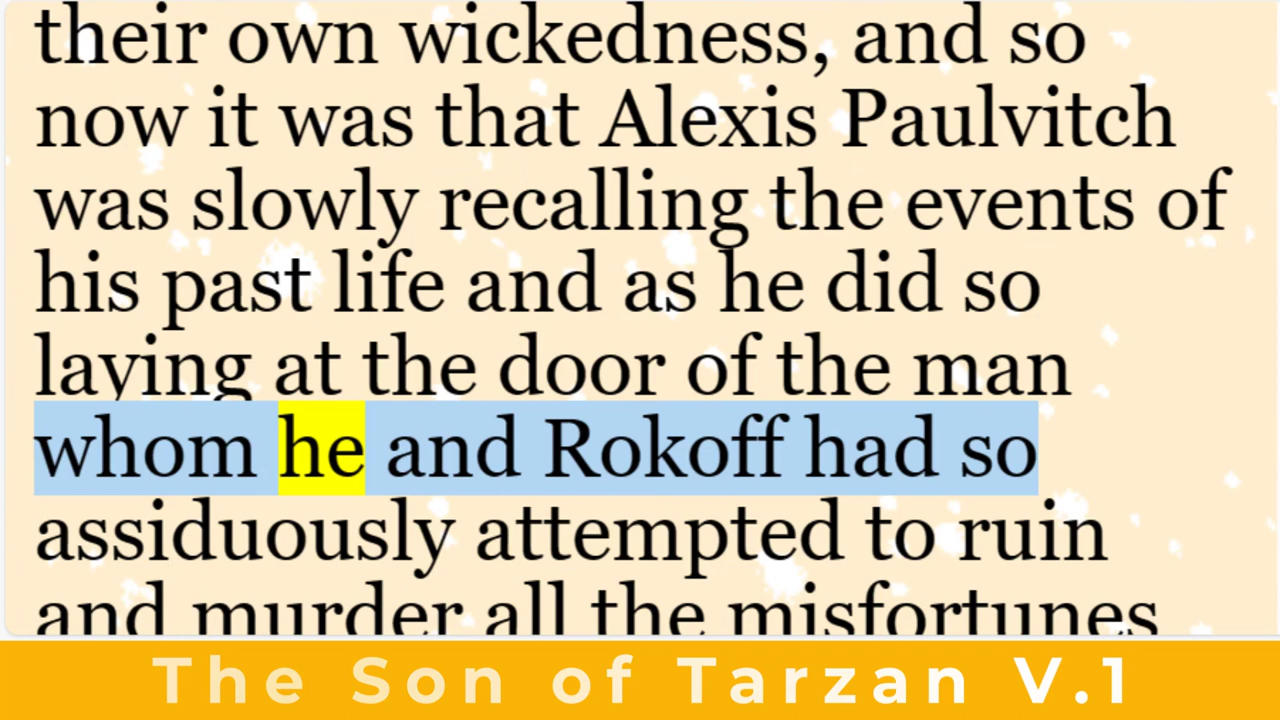 their own wickedness, and so
now it was that Alexis Paulvitch
was slowly recalling the events of
his past life and as he did so
laying at the door of the man
whom he and Rokoff had so
assiduously attempted to ruin
and murder all the misfortunes
The Son of Tarzan V.1